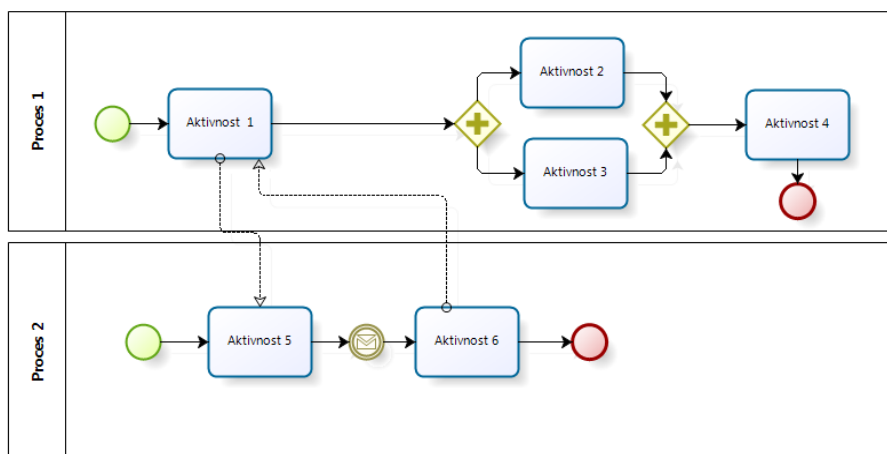 Proces 1
Aktivnost 1
Aktivnost 2
Aktivnost 3
Aktivnost 4
Proces 2
Aktivnost 5
Aktivnost 6